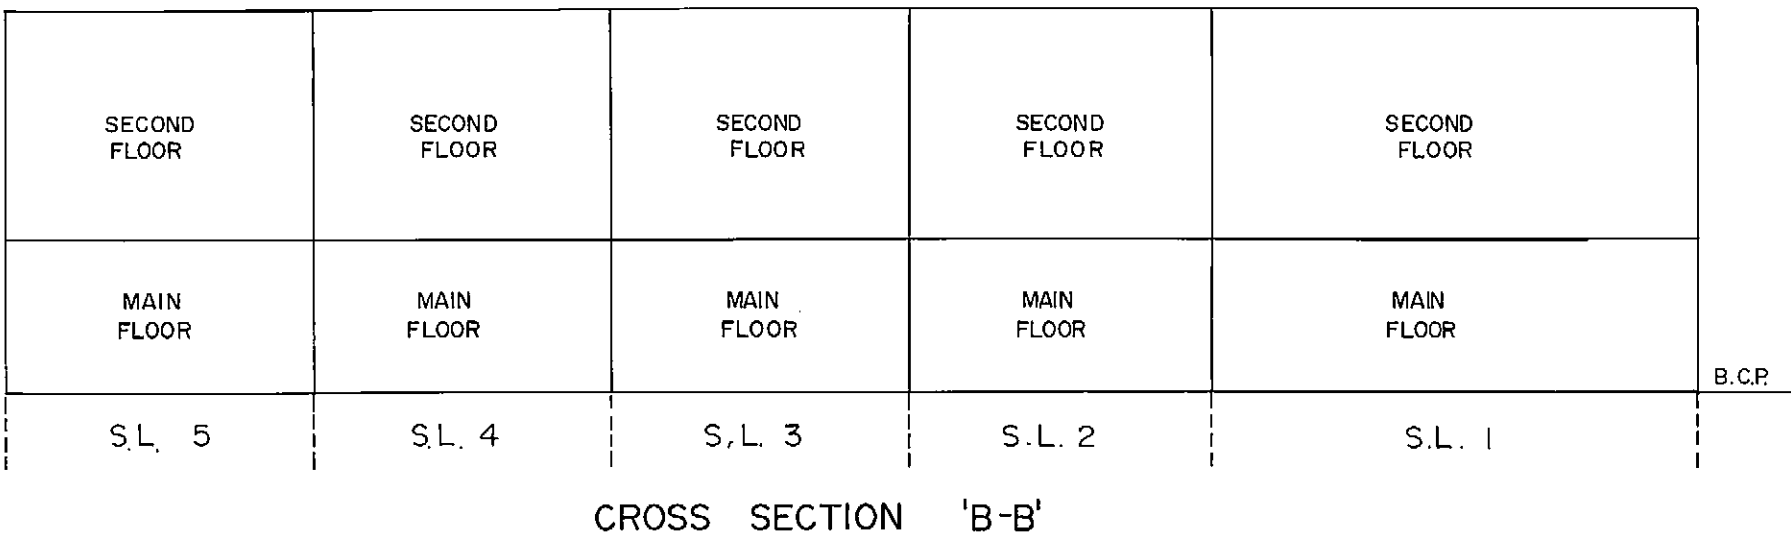 SECOND
FLOOR
SECOND
FLOOR
SECOND
FLOOR
SECOND
FLOOR
SECOND
FLOOR
MAIN
FLOOR
MAIN
FLOOR
MAIN
FLOOR
MAIN
FLOOR
MAIN
FLOOR
B.C.P.
S.L. 5
S.L. 4
S.L. 3
S.L. 2
S.L. 1
CROSS SECTION 'B-B'